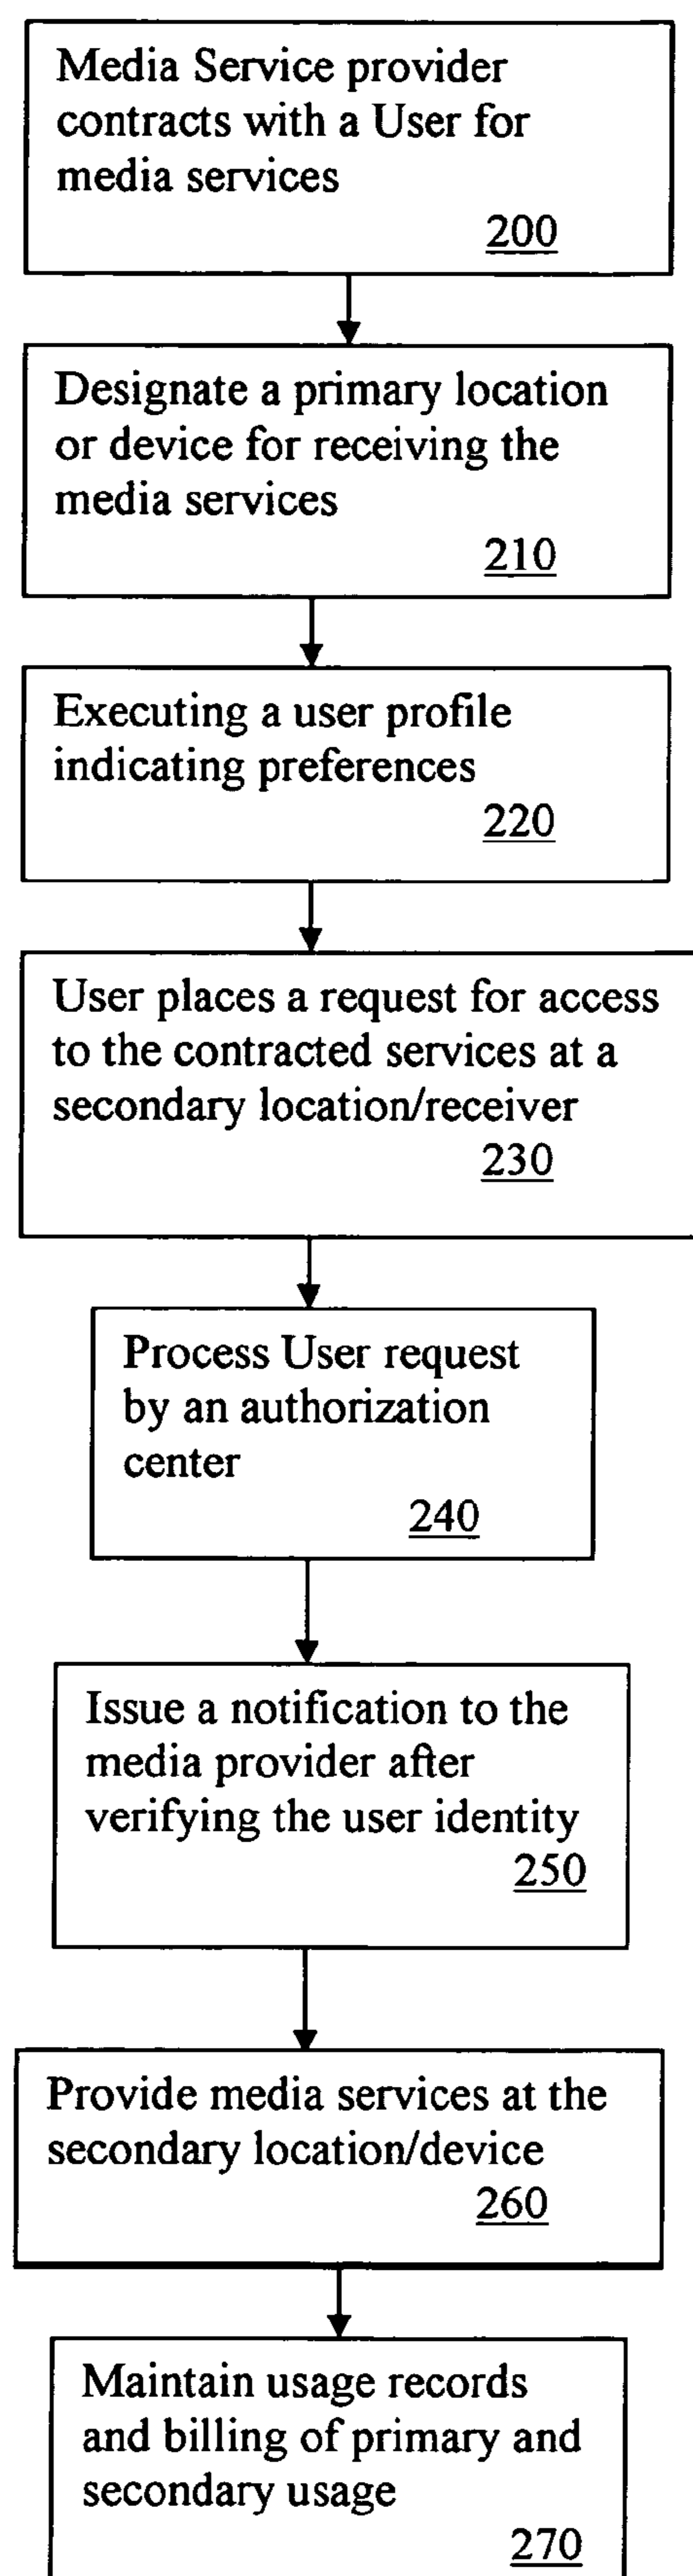 Media Service provider
contracts with a User for
media services
200
Designate a primary location
or device for receiving the
media services
210
Executing a user profile
indicating preferences
220
User places a request for access
to the contracted services at a
secondary location/receiver
230
Process User request
by an authorization
center
240
Issue a notification to the
media provider after
verifying the user identity
250
Provide media services at the
secondary location/device
260
Maintain usage records
and billing of primary and
secondary usage
270